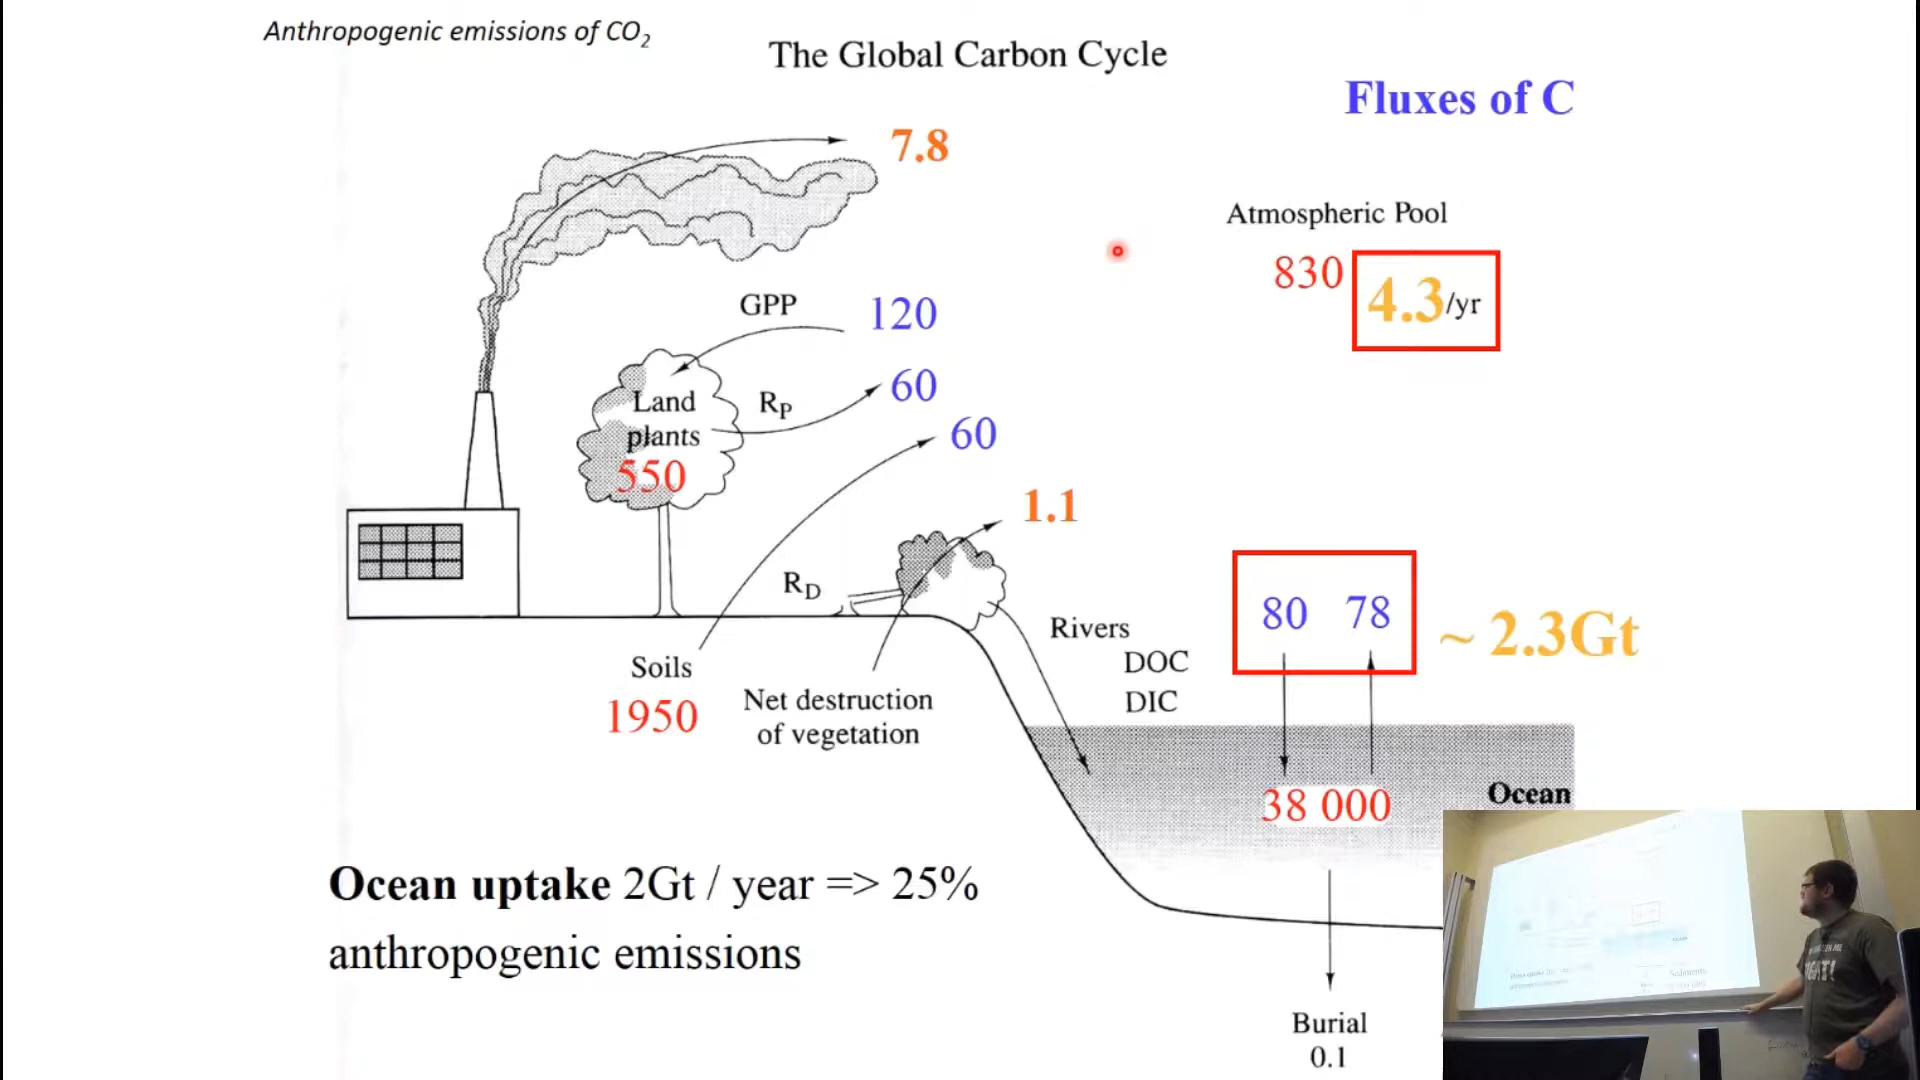 Anthropogenic emissions of CO2
The Global Carbon Cycle
Fluxes of C
7.8
Atmospheric Pool
830
4.3/yr
GPP
120
Land
plants
550
RP
60
60
1.1
RD
80 78
~ 2.3Gt
Rivers
DOC
DIC
Soils
1950
Net destruction
of vegetation
Ocean
38 000
Ocean uptake 2Gt / year => 25%
anthropogenic emissions
Burial
0.1